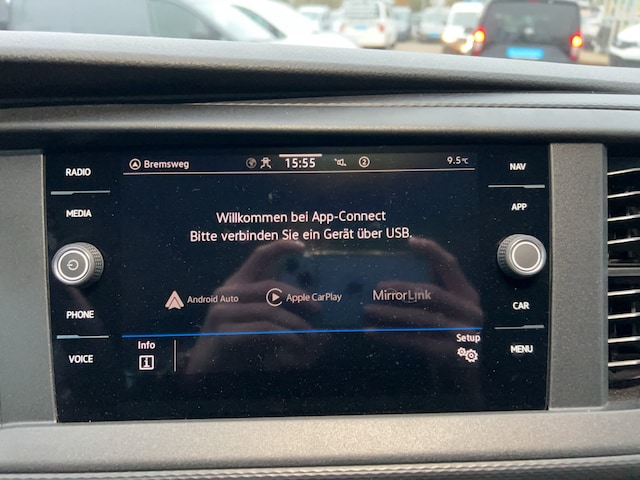 RADIO
MEDIA
PHONE
VOICE
Bremsweg
15:55
2
9.5°C
Willkommen bei App-Connect
Bitte verbinden Sie ein Gerät über USB.
Android Auto
Apple CarPlay
MirrorLink
Info
Setup
NAV
APP
CAR
MENU